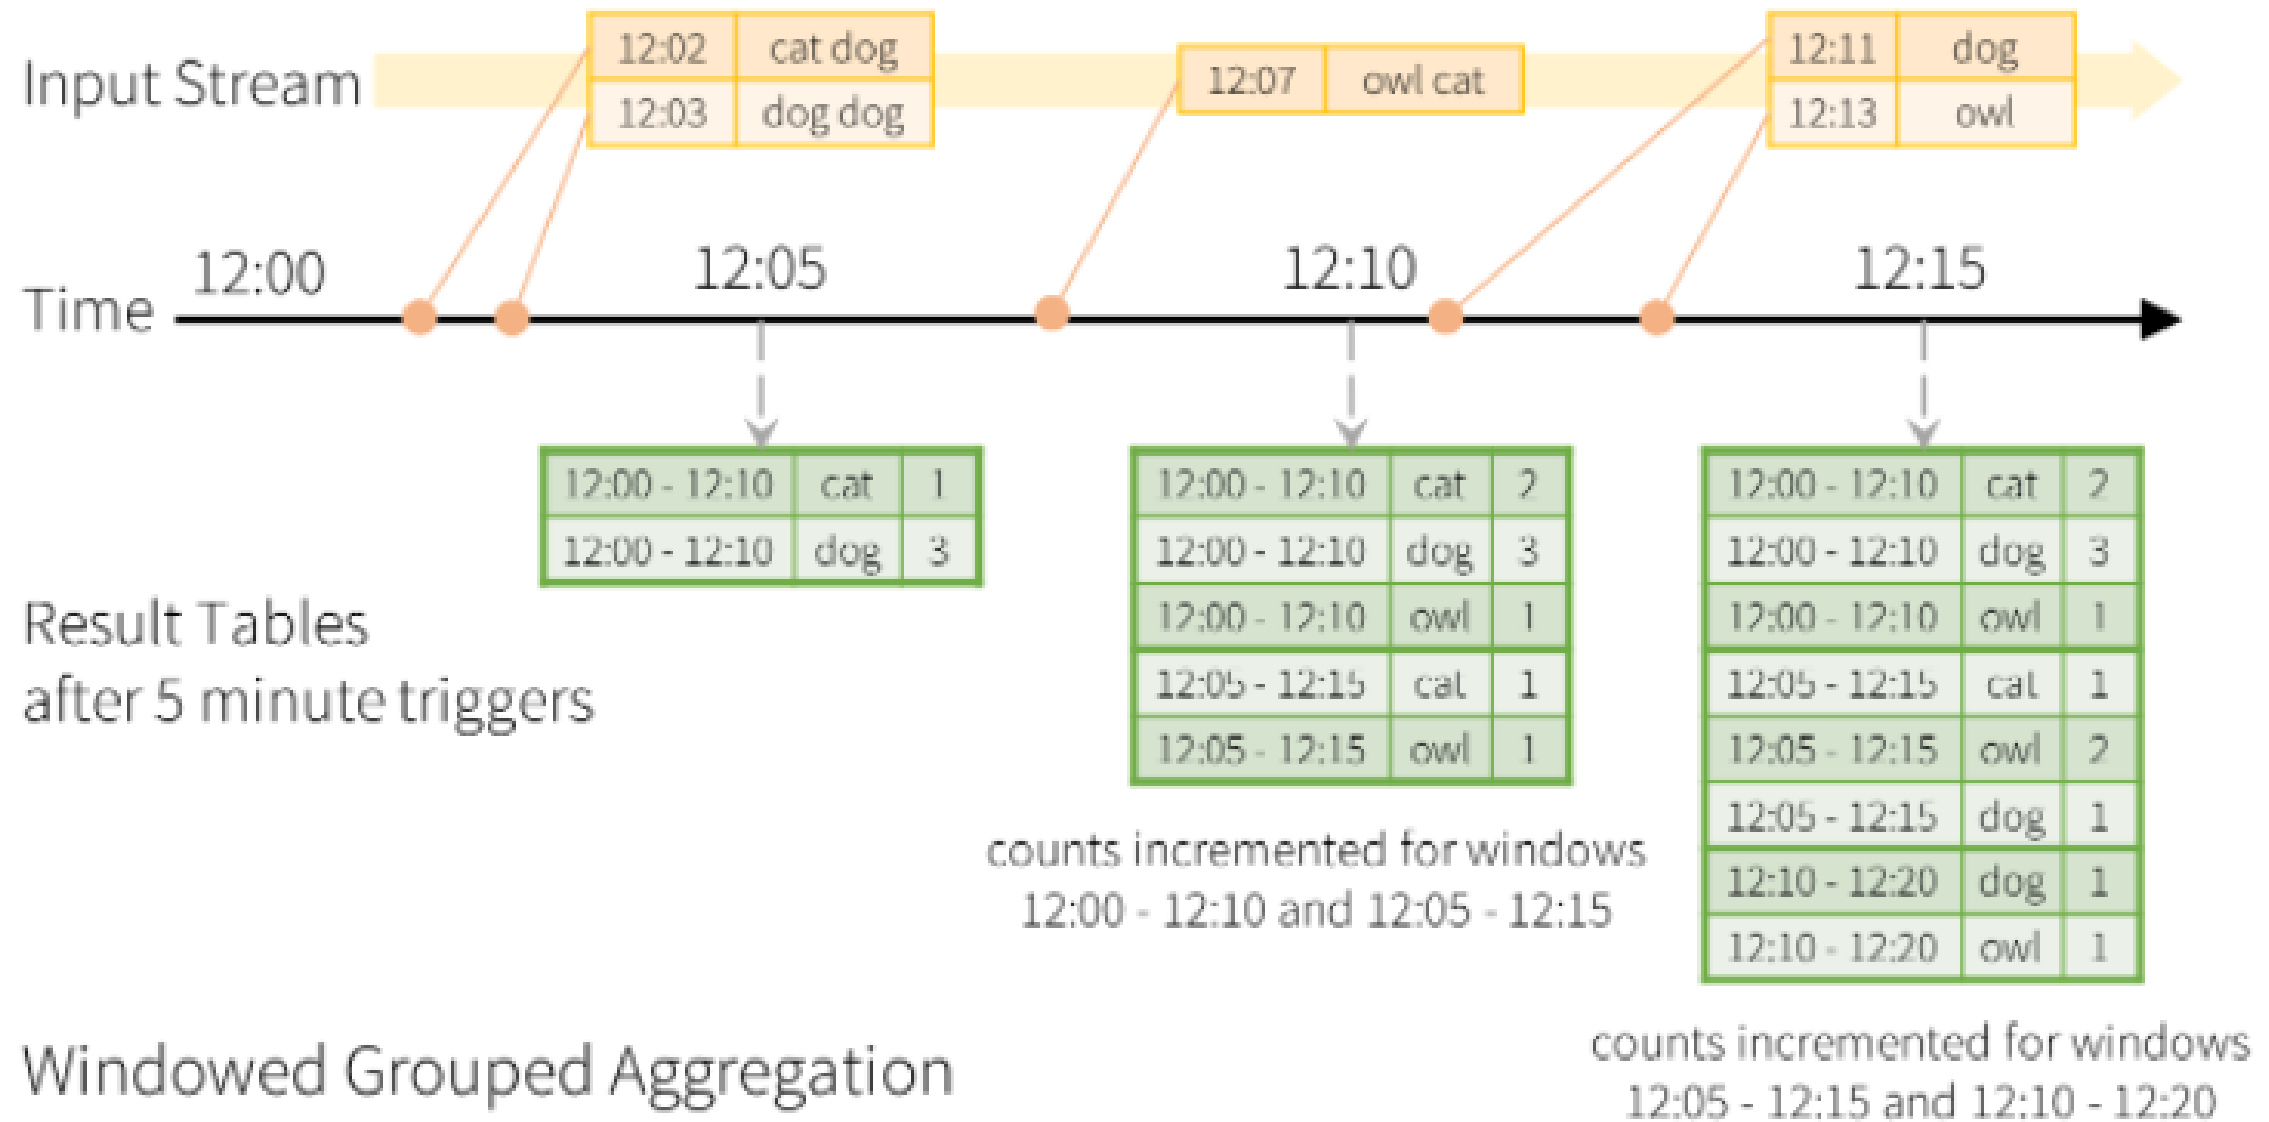 Input Stream
12:02 cat dog
12:03 dog dog
12:07 owl cat
12:11 dog
12:13 owl
Time
12:00
12:05
12:10
12:15
Result Tables
after 5 minute triggers
12:00 - 12:10 cat 1
12:00 - 12:10 dog 3
12:00 - 12:10 cat 2
12:00 - 12:10 dog 3
12:00 - 12:10 owl 1
12:05 - 12:15 cat 1
12:05 - 12:15 owl 1
counts incremented for windows
12:00 - 12:10 and 12:05 - 12:15
12:00 - 12:10 cat 2
12:00 - 12:10 dog 3
12:00 - 12:10 owl 1
12:05 - 12:15 cat 1
12:05 - 12:15 owl 2
12:05 - 12:15 dog 1
12:10 - 12:20 dog 1
12:10 - 12:20 owl 1
counts incremented for windows
12:05 - 12:15 and 12:10 - 12:20
Windowed Grouped Aggregation